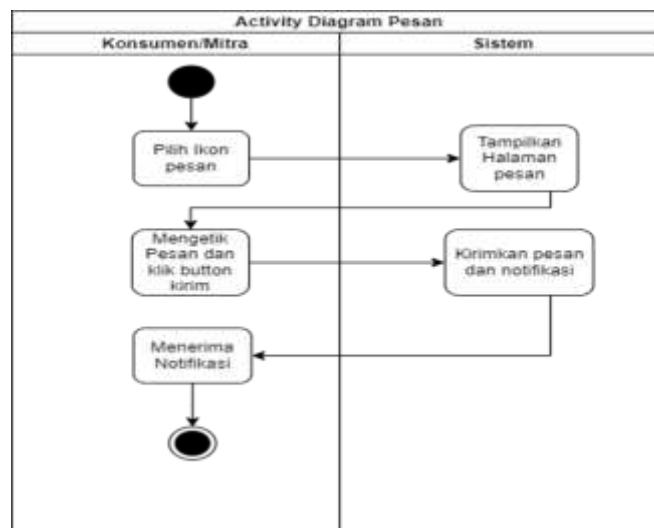 Activity Diagram Pesan
Konsumen/Mitra
Sistem
Pilih Ikon
pesan
Tampilkan
Halaman
pesan
Mengetik
Pesan dan
klik button
kirim
Kirimkan pesan
dan notifikasi
Menerima
Notifikasi